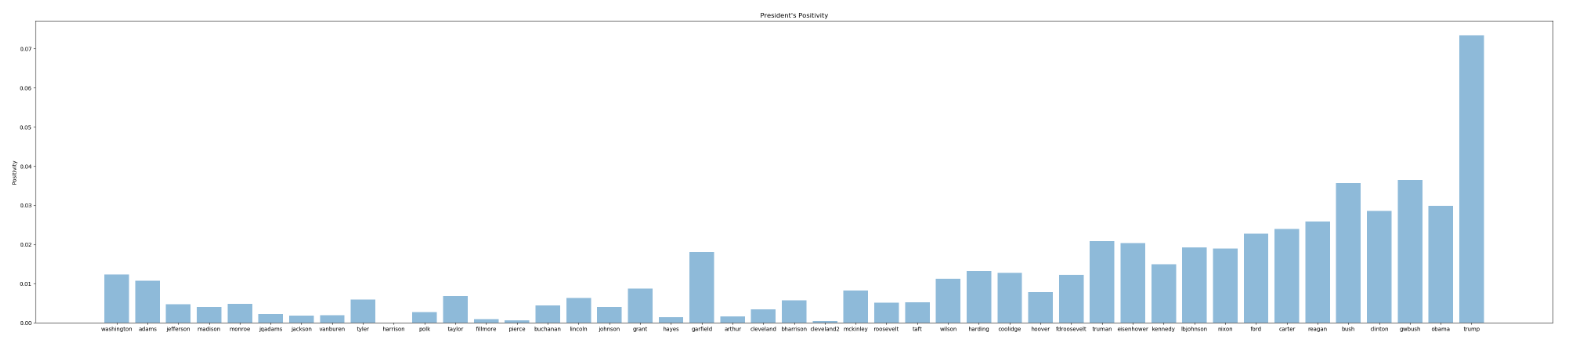 President's Positivity
Positivity
0.07
0.06
0.05
0.04
0.03
0.02
0.01
0.00
washington adams jefferson madison monroe jqadams jackson vanburen tyler harrison polk taylor fillmore pierce buchanan lincoln johnson grant hayes garfield arthur cleveland bharrison cleveland2 mckinley roosevelt taft wilson harding coolidge hoover fdroosevelt truman eisenhower kennedy lbjohnson nixon ford carter reagan bush clinton gwbush obama trump